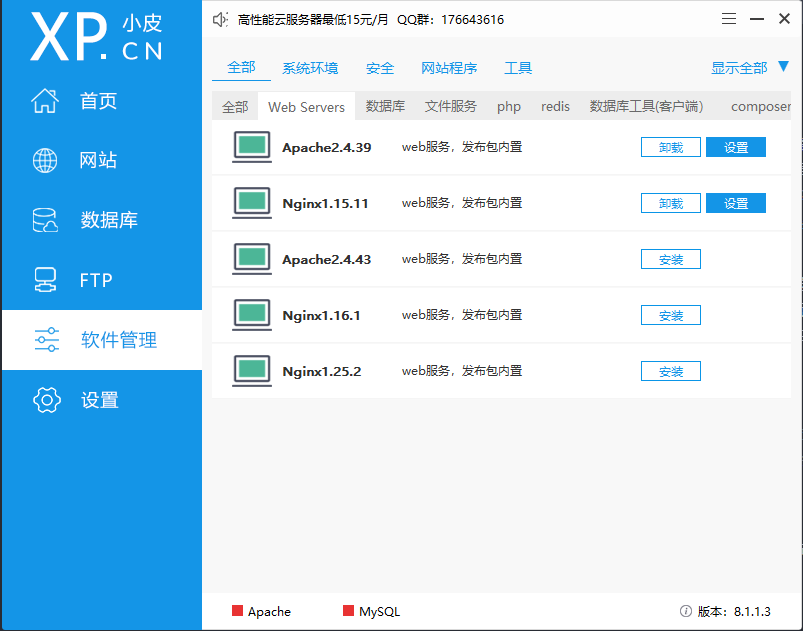 XP. 小皮 CN
高性能云服务器最低15元/月 QQ群：176643616
首页
网站
数据库
FTP
软件管理
设置
全部 系统环境 安全 网站程序 工具 显示全部
全部 Web Servers 数据库 文件服务 php redis 数据库工具(客户端) composer
Apache2.4.39 web服务，发布包内置 卸载 设置
Nginx1.15.11 web服务，发布包内置 卸载 设置
Apache2.4.43 web服务，发布包内置 安装
Nginx1.16.1 web服务，发布包内置 安装
Nginx1.25.2 web服务，发布包内置 安装
Apache MySQL 版本：8.1.1.3